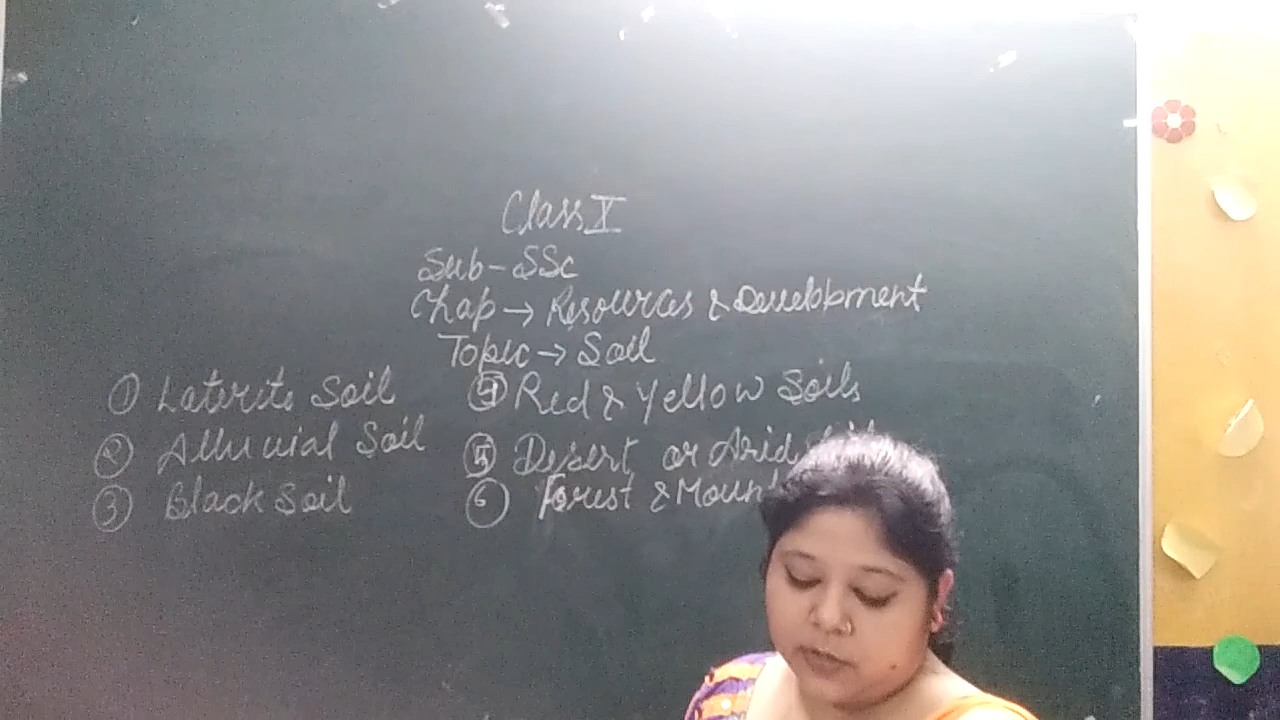 Class X
Sub - SSc
Chap → Resources & Development
Topic → Soil
① Laterite Soil ④ Red & Yellow Soils
② Alluvial Soil ⑤ Desert or Arid
③ Black Soil ⑥ Forest &